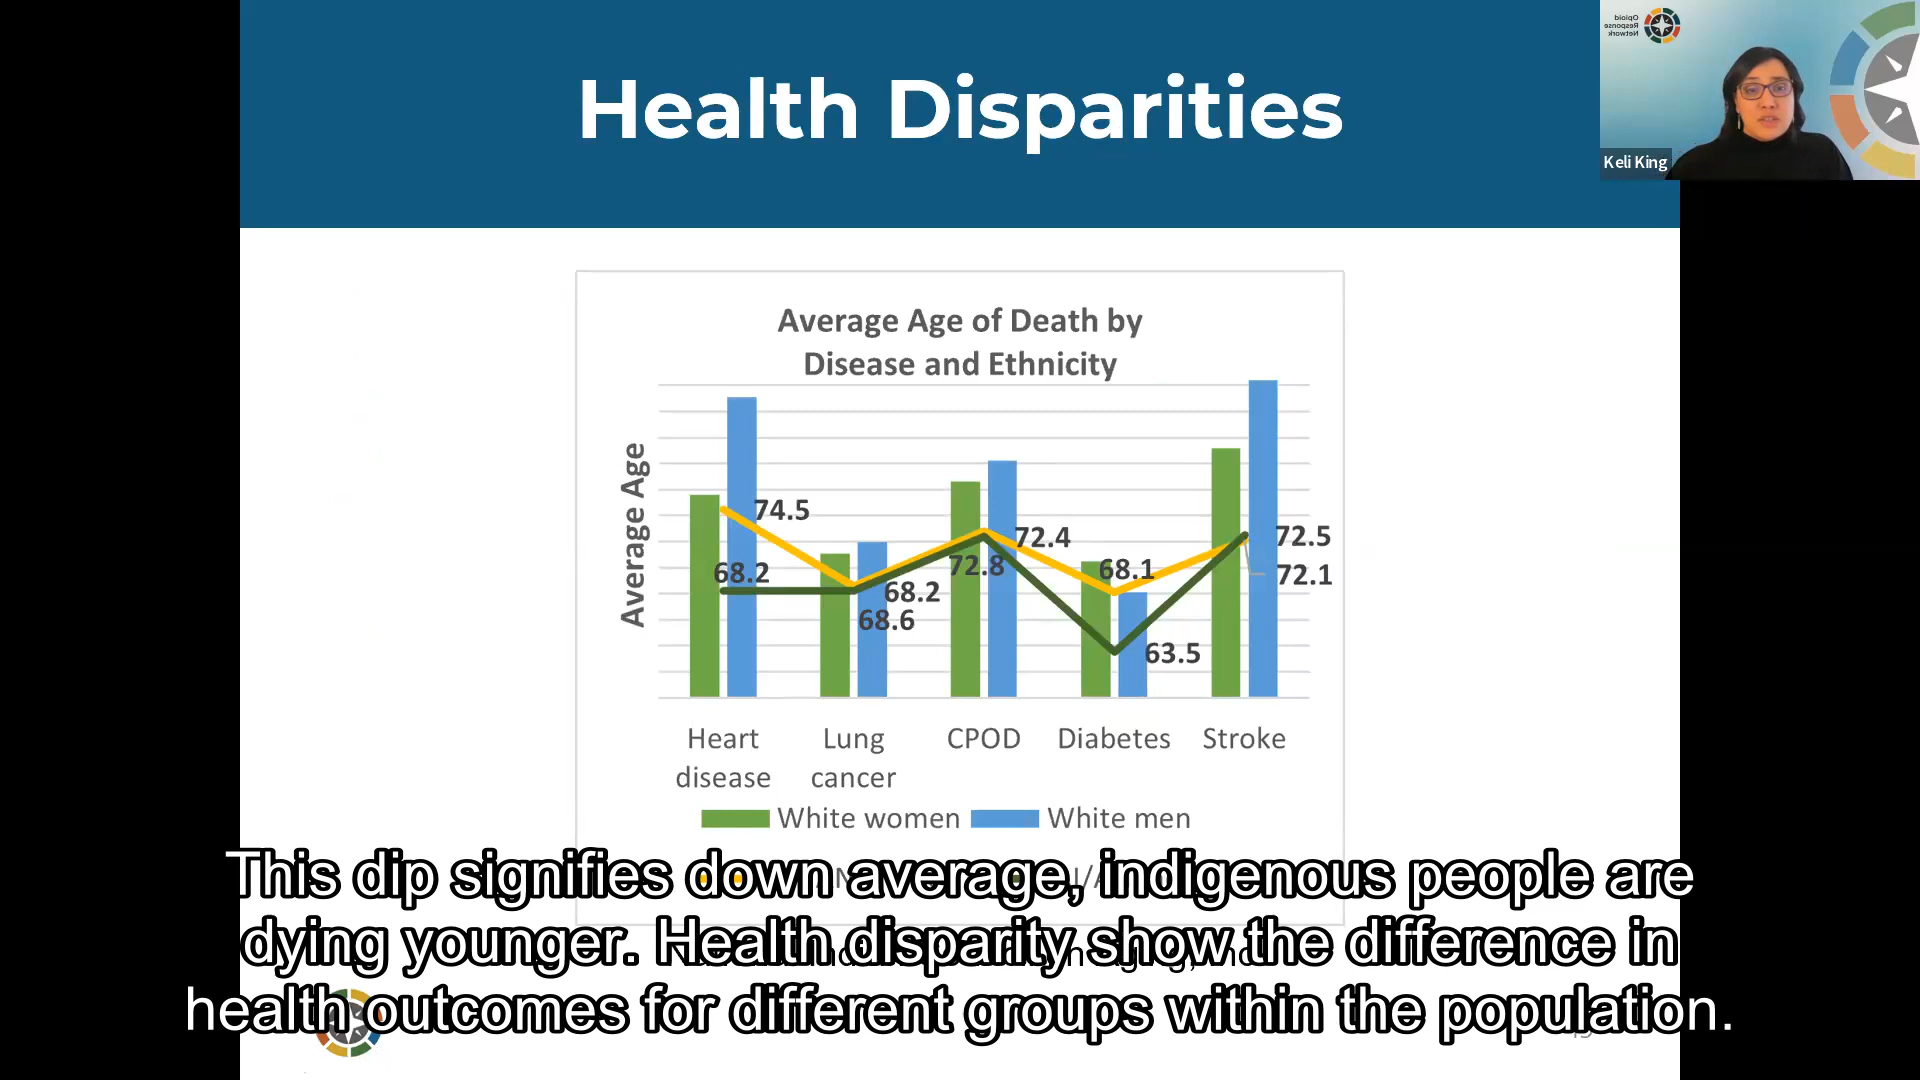 Health Disparities
Opioid
Response
Network
Keli King
Average Age of Death by
Disease and Ethnicity
Average Age
74.5
68.2
68.2
68.6
72.4
72.8
68.1
63.5
72.5
72.1
Heart
disease
Lung
cancer
CPOD
Diabetes
Stroke
White women
White men
This dip signifies down average, indigenous people are
dying younger. Health disparity show the difference in
health outcomes for different groups within the population.